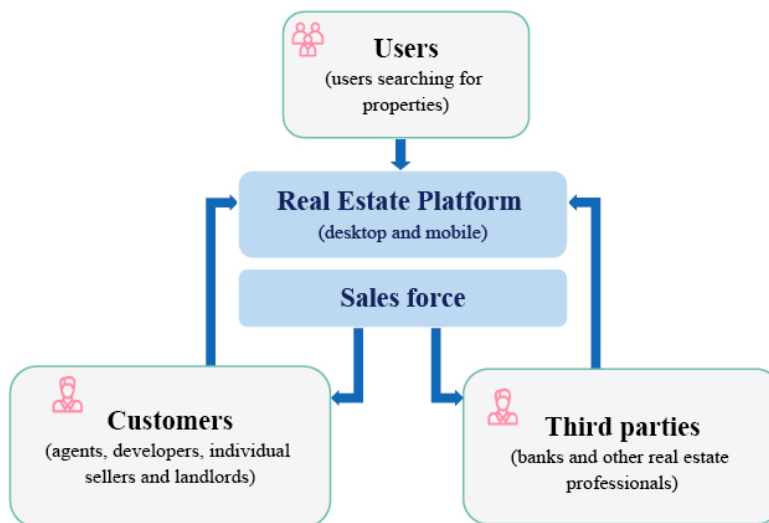 Users
(users searching for
properties)
Real Estate Platform
(desktop and mobile)
Sales force
Customers
(agents, developers, individual
sellers and landlords)
Third parties
(banks and other real estate
professionals)